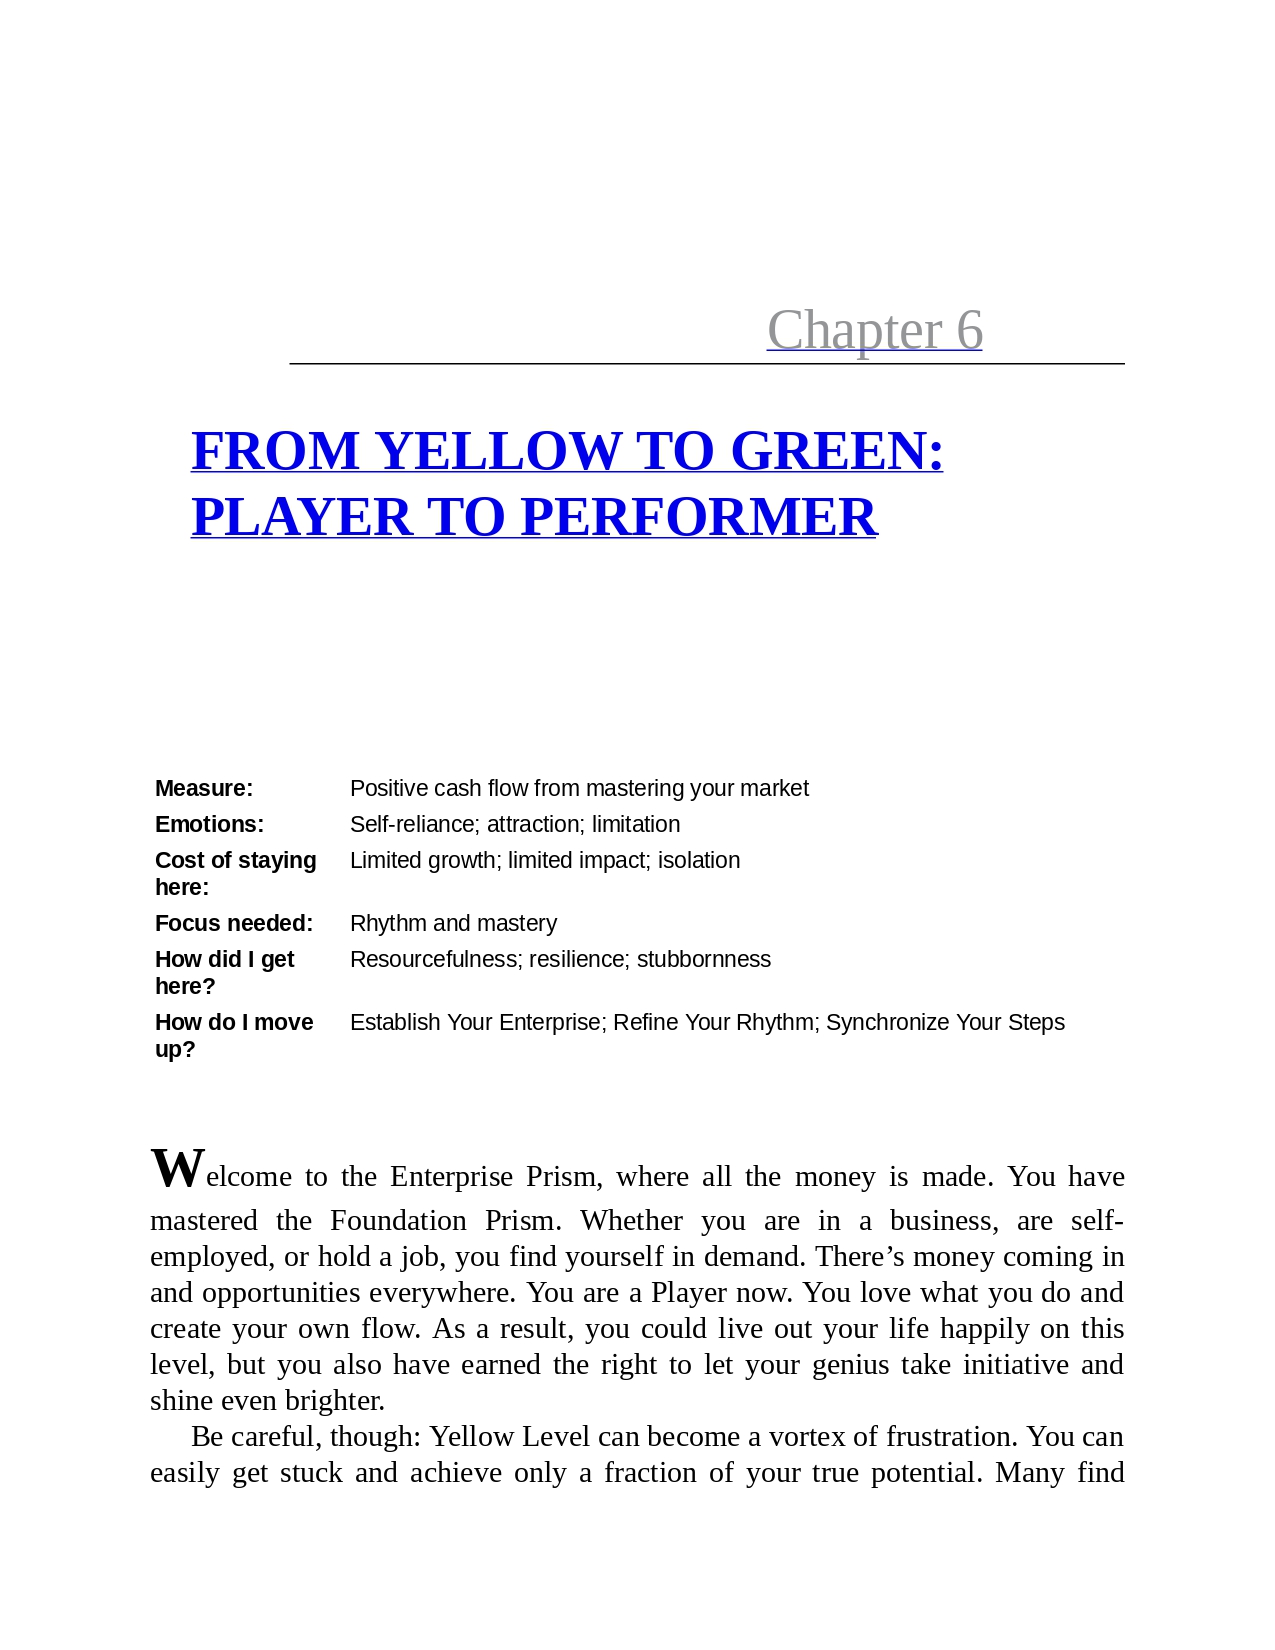 Chapter 6
FROM YELLOW TO GREEN:
PLAYER TO PERFORMER
Measure: Positive cash flow from mastering your market
Emotions: Self-reliance; attraction; limitation
Cost of staying Limited growth; limited impact; isolation
here:
Focus needed: Rhythm and mastery
How did I get Resourcefulness; resilience; stubbornness
here?
How do I move Establish Your Enterprise; Refine Your Rhythm; Synchronize Your Steps
up?
Welcome to the Enterprise Prism, where all the money is made. You have
mastered the Foundation Prism. Whether you are in a business, are self-
employed, or hold a job, you find yourself in demand. There’s money coming in
and opportunities everywhere. You are a Player now. You love what you do and
create your own flow. As a result, you could live out your life happily on this
level, but you also have earned the right to let your genius take initiative and
shine even brighter.
Be careful, though: Yellow Level can become a vortex of frustration. You can
easily get stuck and achieve only a fraction of your true potential. Many find